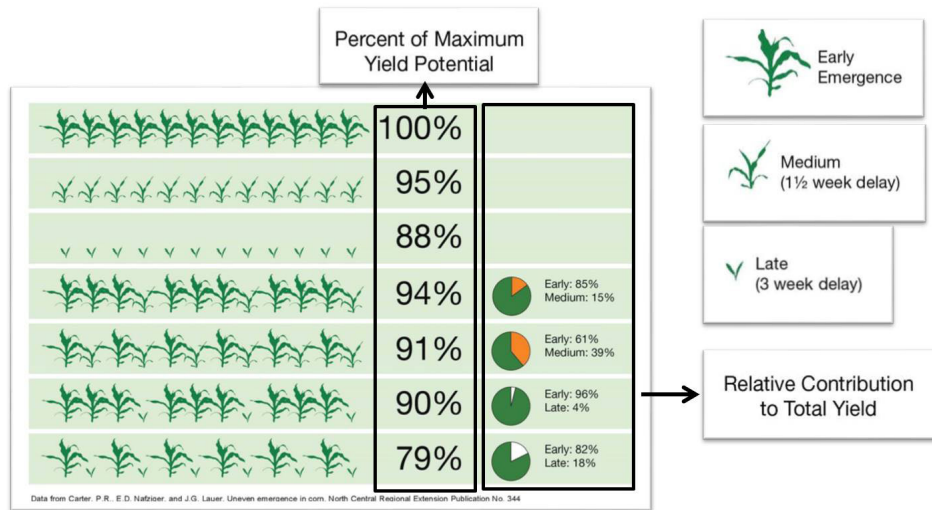 Percent of Maximum
Yield Potential
100%
95%
88%
94%
Early: 85%
Medium: 15%
91%
Early: 61%
Medium: 39%
90%
Early: 96%
Late: 4%
79%
Early: 82%
Late: 18%
Data from Carter, P.R., E.D. Nafziger, and J.G. Lauer. Uneven emergence in corn. North Central Regional Extension Publication No. 344
Early
Emergence
Medium
(1½ week delay)
Late
(3 week delay)
Relative Contribution
to Total Yield